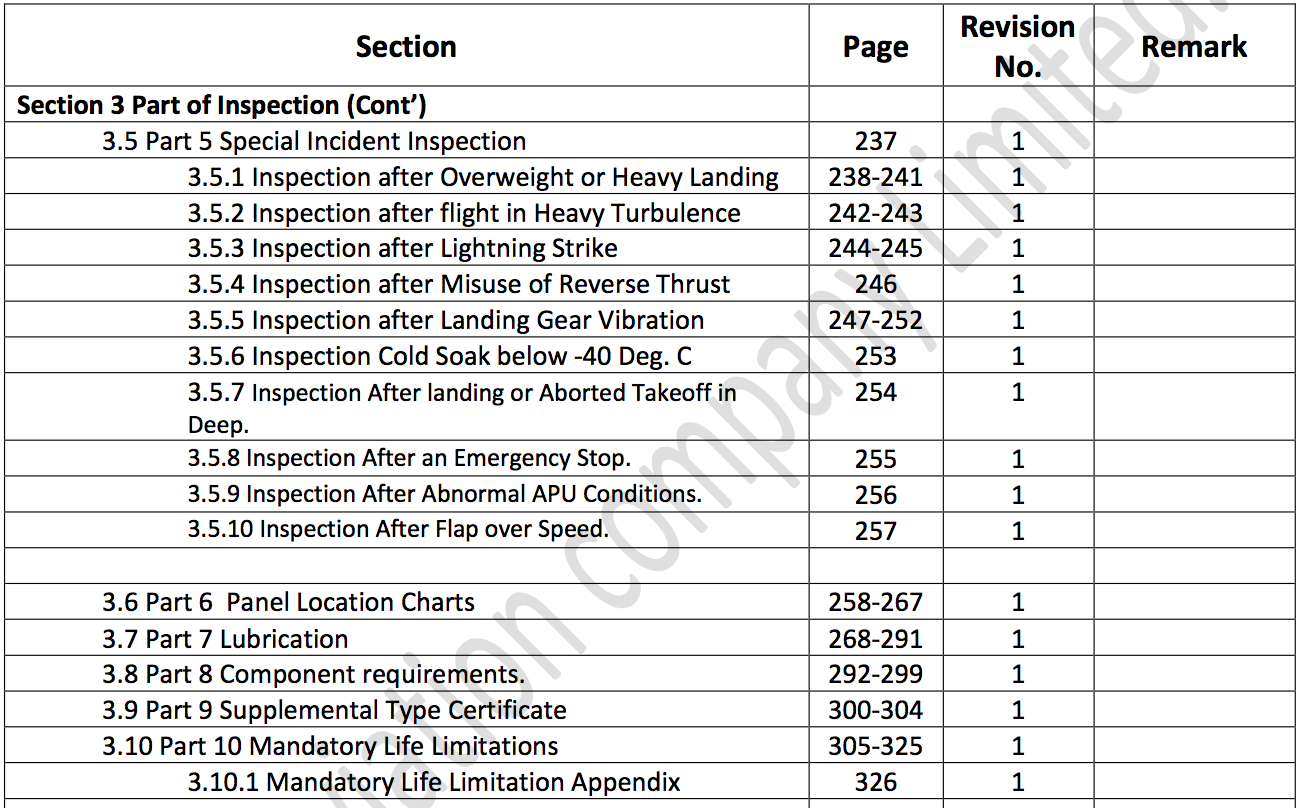 Section Page Revision No. Remark
Section 3 Part of Inspection (Cont’)
3.5 Part 5 Special Incident Inspection 237 1
3.5.1 Inspection after Overweight or Heavy Landing 238-241 1
3.5.2 Inspection after flight in Heavy Turbulence 242-243 1
3.5.3 Inspection after Lightning Strike 244-245 1
3.5.4 Inspection after Misuse of Reverse Thrust 246 1
3.5.5 Inspection after Landing Gear Vibration 247-252 1
3.5.6 Inspection Cold Soak below -40 Deg. C 253 1
3.5.7 Inspection After landing or Aborted Takeoff in 254 1
Deep.
3.5.8 Inspection After an Emergency Stop. 255 1
3.5.9 Inspection After Abnormal APU Conditions. 256 1
3.5.10 Inspection After Flap over Speed. 257 1
3.6 Part 6  Panel Location Charts 258-267 1
3.7 Part 7 Lubrication 268-291 1
3.8 Part 8 Component requirements. 292-299 1
3.9 Part 9 Supplemental Type Certificate 300-304 1
3.10 Part 10 Mandatory Life Limitations 305-325 1
3.10.1 Mandatory Life Limitation Appendix 326 1
company Limited.